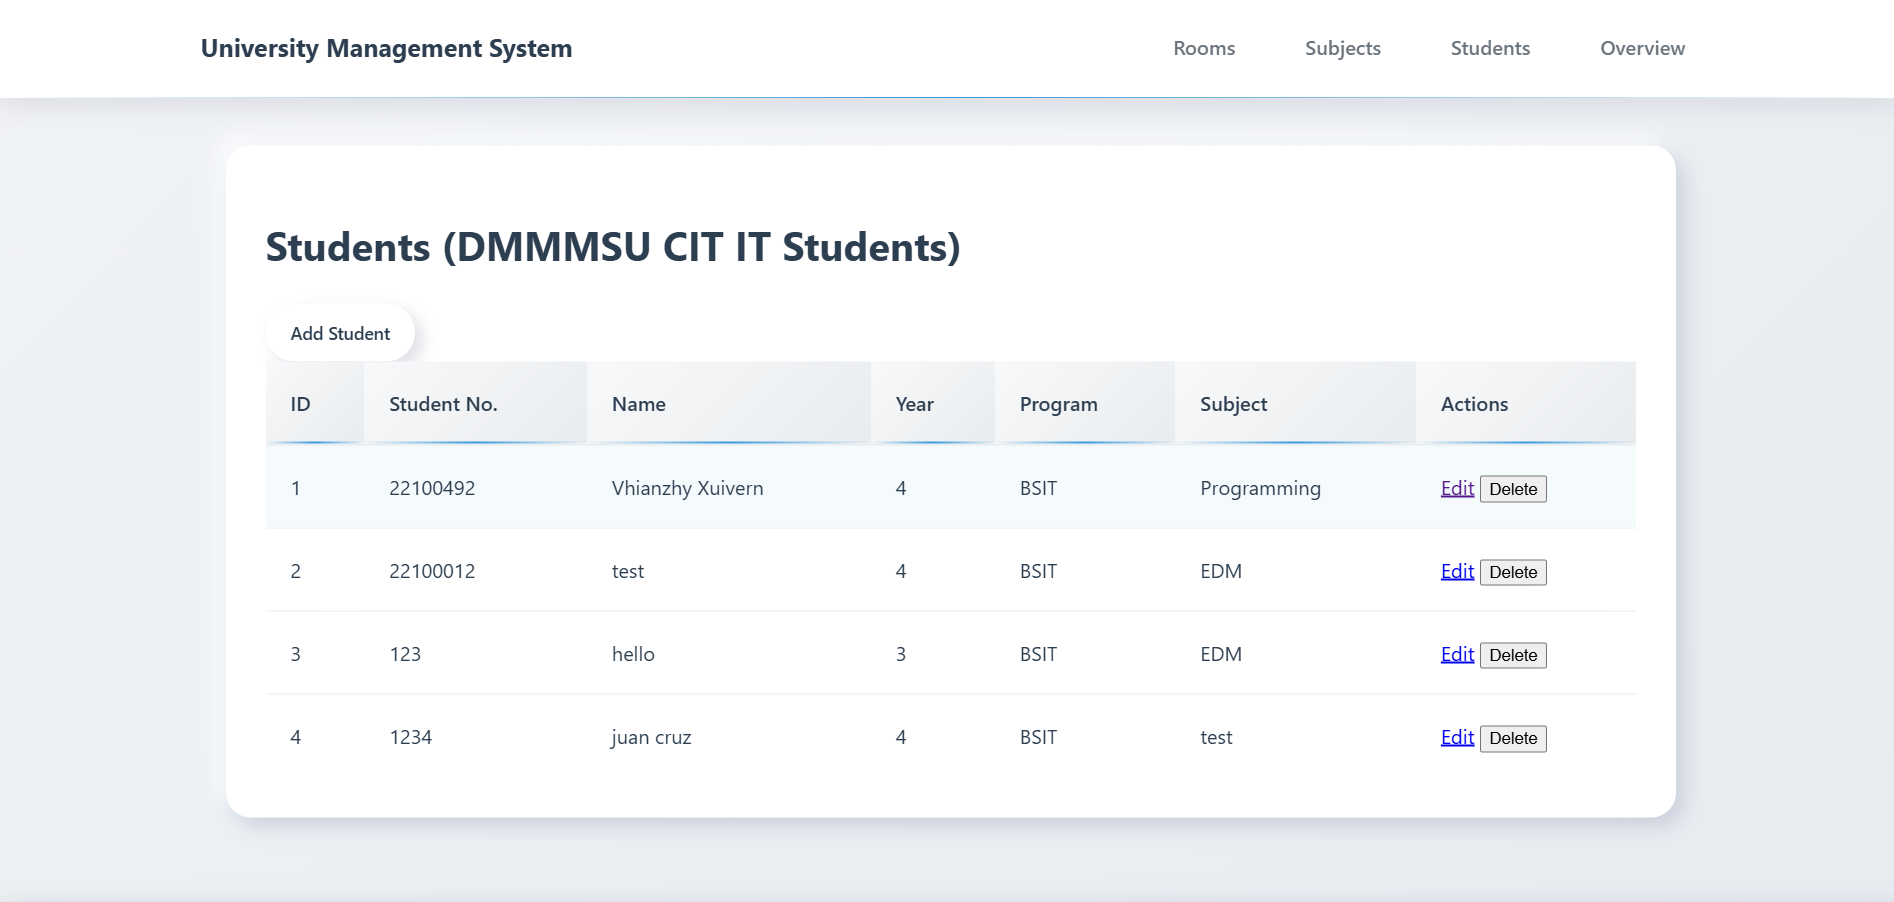 University Management System Rooms Subjects Students Overview
Students (DMMMSU CIT IT Students)
Add Student
ID Student No. Name Year Program Subject Actions
1 22100492 Vhianzhy Xuivern 4 BSIT Programming Edit Delete
2 22100012 test 4 BSIT EDM Edit Delete
3 123 hello 3 BSIT EDM Edit Delete
4 1234 juan cruz 4 BSIT test Edit Delete